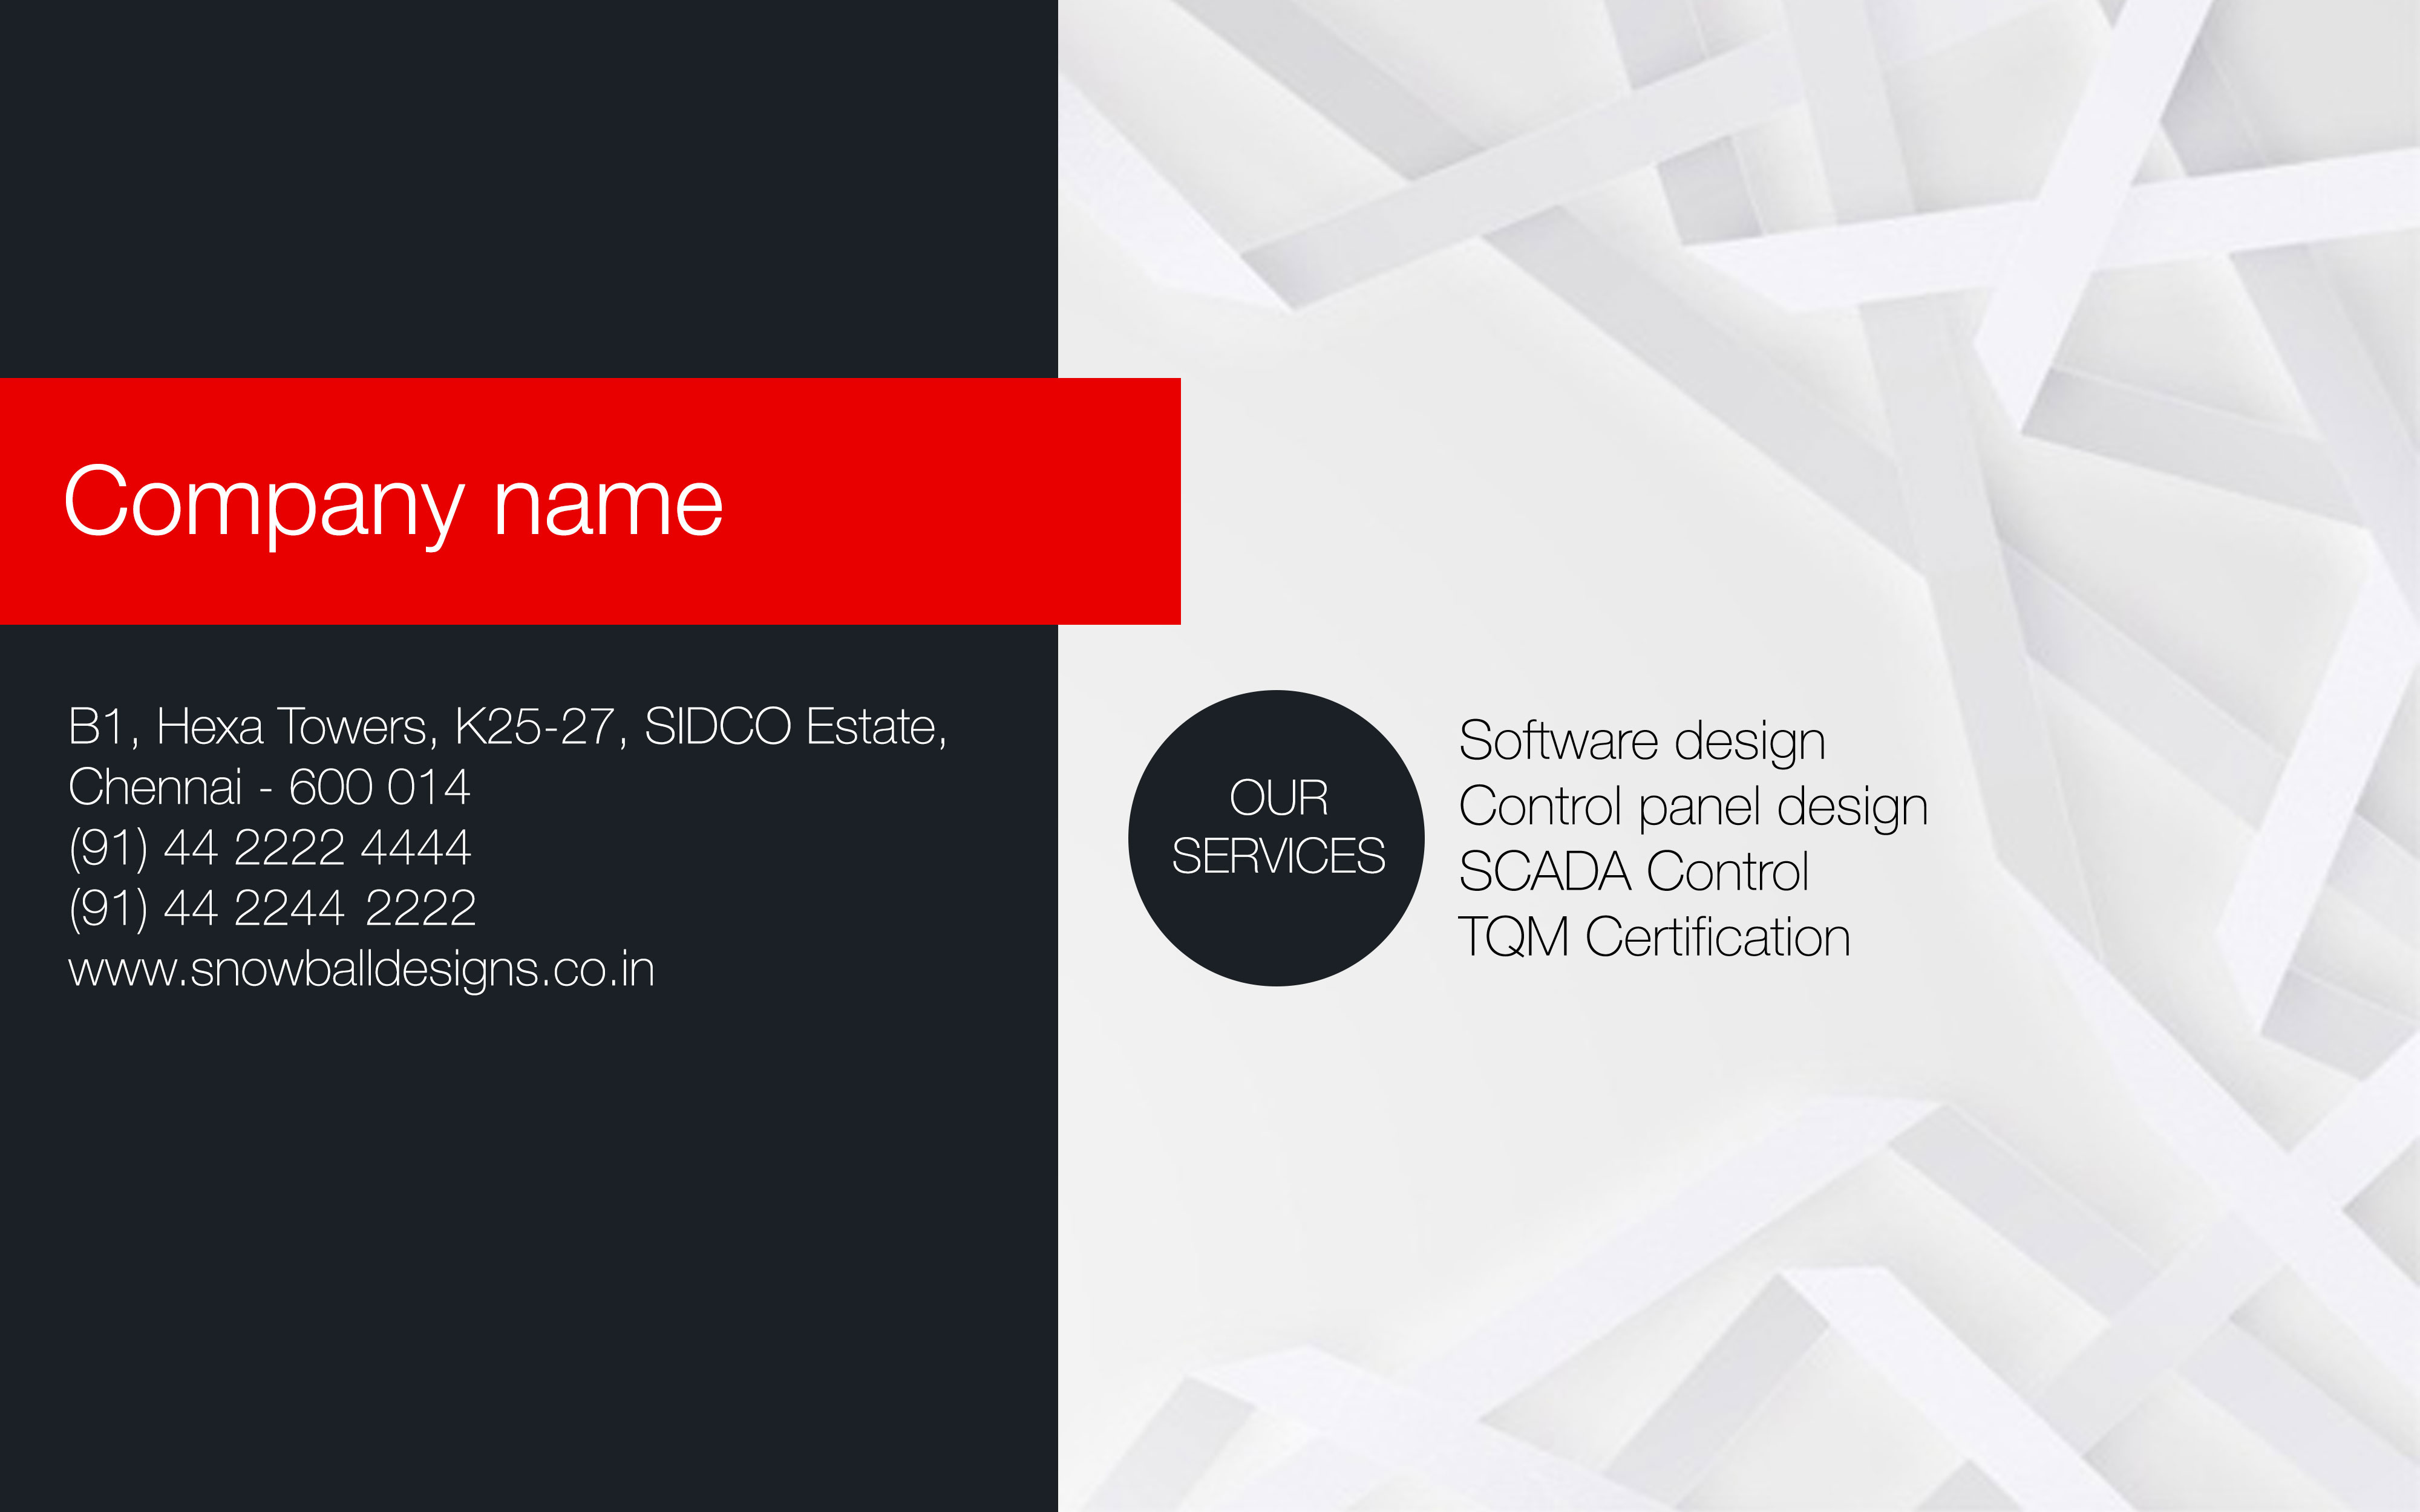 Company name
B1, Hexa Towers, K25-27, SIDCO Estate,
Chennai - 600 014
(91) 44 2222 4444
(91) 44 2244 2222
www.snowballdesigns.co.in
OUR
SERVICES
Software design
Control panel design
SCADA Control
TQM Certification